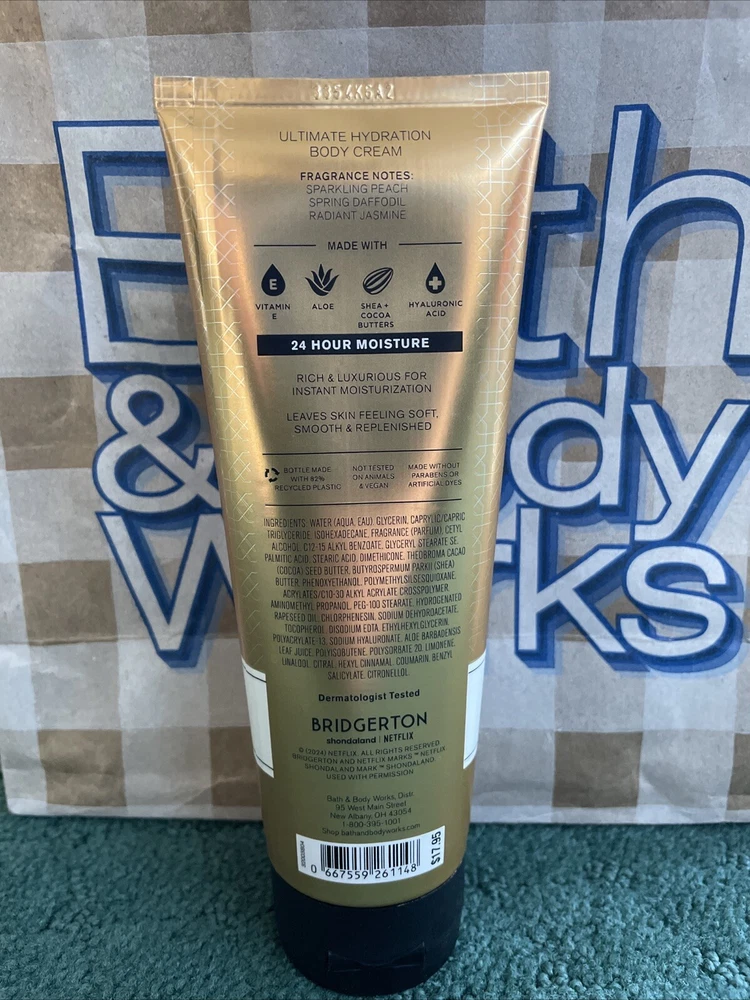 3354K6A2
ULTIMATE HYDRATION
BODY CREAM
FRAGRANCE NOTES:
SPARKLING PEACH
SPRING DAFFODIL
RADIANT JASMINE
MADE WITH
E
VITAMIN
E
ALOE
SHEA +
COCOA
BUTTERS
HYALURONIC
ACID
24 HOUR MOISTURE
RICH & LUXURIOUS FOR
INSTANT MOISTURIZATION
LEAVES SKIN FEELING SOFT,
SMOOTH & REPLENISHED
BOTTLE MADE
WITH 82%
RECYCLED PLASTIC
NOT TESTED
ON ANIMALS
& VEGAN
MADE WITHOUT
PARABENS OR
ARTIFICIAL DYES
INGREDIENTS: WATER (AQUA, EAU), GLYCERIN, CAPRYLIC/CAPRIC
TRIGLYCERIDE, ISOHEXADECANE, FRAGRANCE (PARFUM), CETYL
ALCOHOL, C12-15 ALKYL BENZOATE, GLYCERYL STEARATE SE,
PALMITIC ACID, STEARIC ACID, DIMETHICONE, THEOBROMA CACAO
(COCOA) SEED BUTTER, BUTYROSPERMUM PARKII (SHEA)
BUTTER, PHENOXYETHANOL, POLYMETHYLSILSESQUIOXANE,
ACRYLATES/C10-30 ALKYL ACRYLATE CROSSPOLYMER,
AMINOMETHYL PROPANOL, PEG-100 STEARATE, HYDROGENATED
RAPESEED OIL, CHLORPHENESIN, SODIUM DEHYDROACETATE,
TOCOPHEROL, DISODIUM EDTA, ETHYLHEXYLGLYCERIN,
POLYACRYLATE-13, SODIUM HYALURONATE, ALOE BARBADENSIS
LEAF JUICE, POLYISOBUTENE, POLYSORBATE 20, LIMONENE,
LINALOOL, CITRAL, HEXYL CINNAMAL, COUMARIN, BENZYL
SALICYLATE, CITRONELLOL.
Dermatologist Tested
BRIDGERTON
shondaland | NETFLIX
© (2024) NETFLIX. ALL RIGHTS RESERVED.
BRIDGERTON AND NETFLIX MARKS ™ NETFLIX.
SHONDALAND MARK ™ SHONDALAND.
USED WITH PERMISSION
Bath & Body Works, Distr.
95 West Main Street
New Albany, OH 43054
1-800-395-1001
Shop bathandbodyworks.com
0 667559 261148
$17.95
B th
& dy
W ks